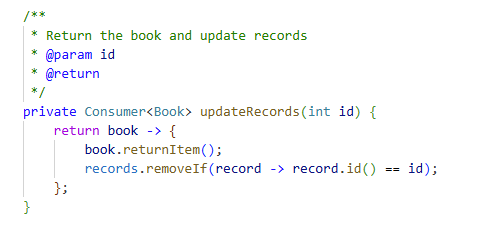 /**
 * Return the book and update records
 * @param id
 * @return
 */
private Consumer<Book> updateRecords(int id) {
    return book -> {
        book.returnItem();
        records.removeIf(record -> record.id() == id);
    };
}